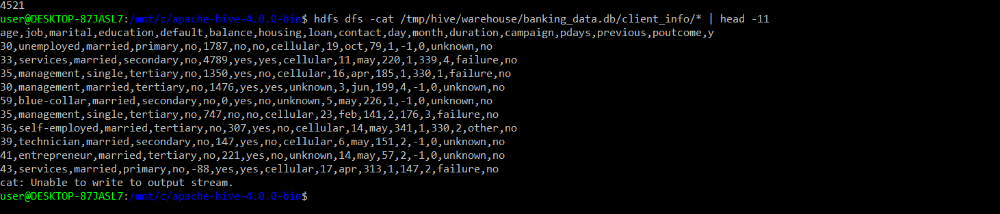 4521
user@DESKTOP-87JASL7:/mnt/c/apache-hive-4.0.0-bin$ hdfs dfs -cat /tmp/hive/warehouse/banking_data.db/client_info/* | head -11
age,job,marital,education,default,balance,housing,loan,contact,day,month,duration,campaign,pdays,previous,poutcome,y
30,unemployed,married,primary,no,1787,no,no,cellular,19,oct,79,1,-1,0,unknown,no
33,services,married,secondary,no,4789,yes,yes,cellular,11,may,220,1,339,4,failure,no
35,management,single,tertiary,no,1350,yes,no,cellular,16,apr,185,1,330,1,failure,no
30,management,married,tertiary,no,1476,yes,yes,unknown,3,jun,199,4,-1,0,unknown,no
59,blue-collar,married,secondary,no,0,yes,no,unknown,5,may,226,1,-1,0,unknown,no
35,management,single,tertiary,no,747,no,no,cellular,23,feb,141,2,176,3,failure,no
36,self-employed,married,tertiary,no,307,yes,no,cellular,14,may,341,1,330,2,other,no
39,technician,married,secondary,no,147,yes,no,cellular,6,may,151,2,-1,0,unknown,no
41,entrepreneur,married,tertiary,no,221,yes,no,unknown,14,may,57,2,-1,0,unknown,no
43,services,married,primary,no,-88,yes,yes,cellular,17,apr,313,1,147,2,failure,no
cat: Unable to write to output stream.
user@DESKTOP-87JASL7:/mnt/c/apache-hive-4.0.0-bin$